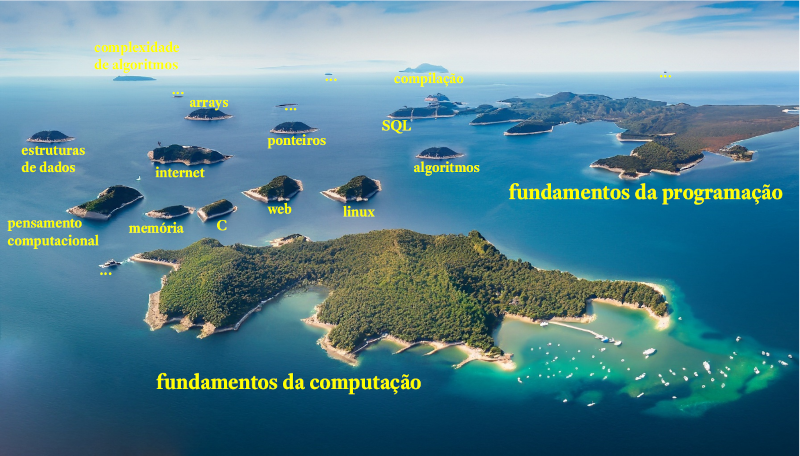 complexidade
de algoritmos
...
compilação
...
...
arrays
...
SQL
ponteiros
estruturas
de dados
internet
algoritmos
fundamentos da programação
web
linux
pensamento
computacional
memória
C
...
fundamentos da computação